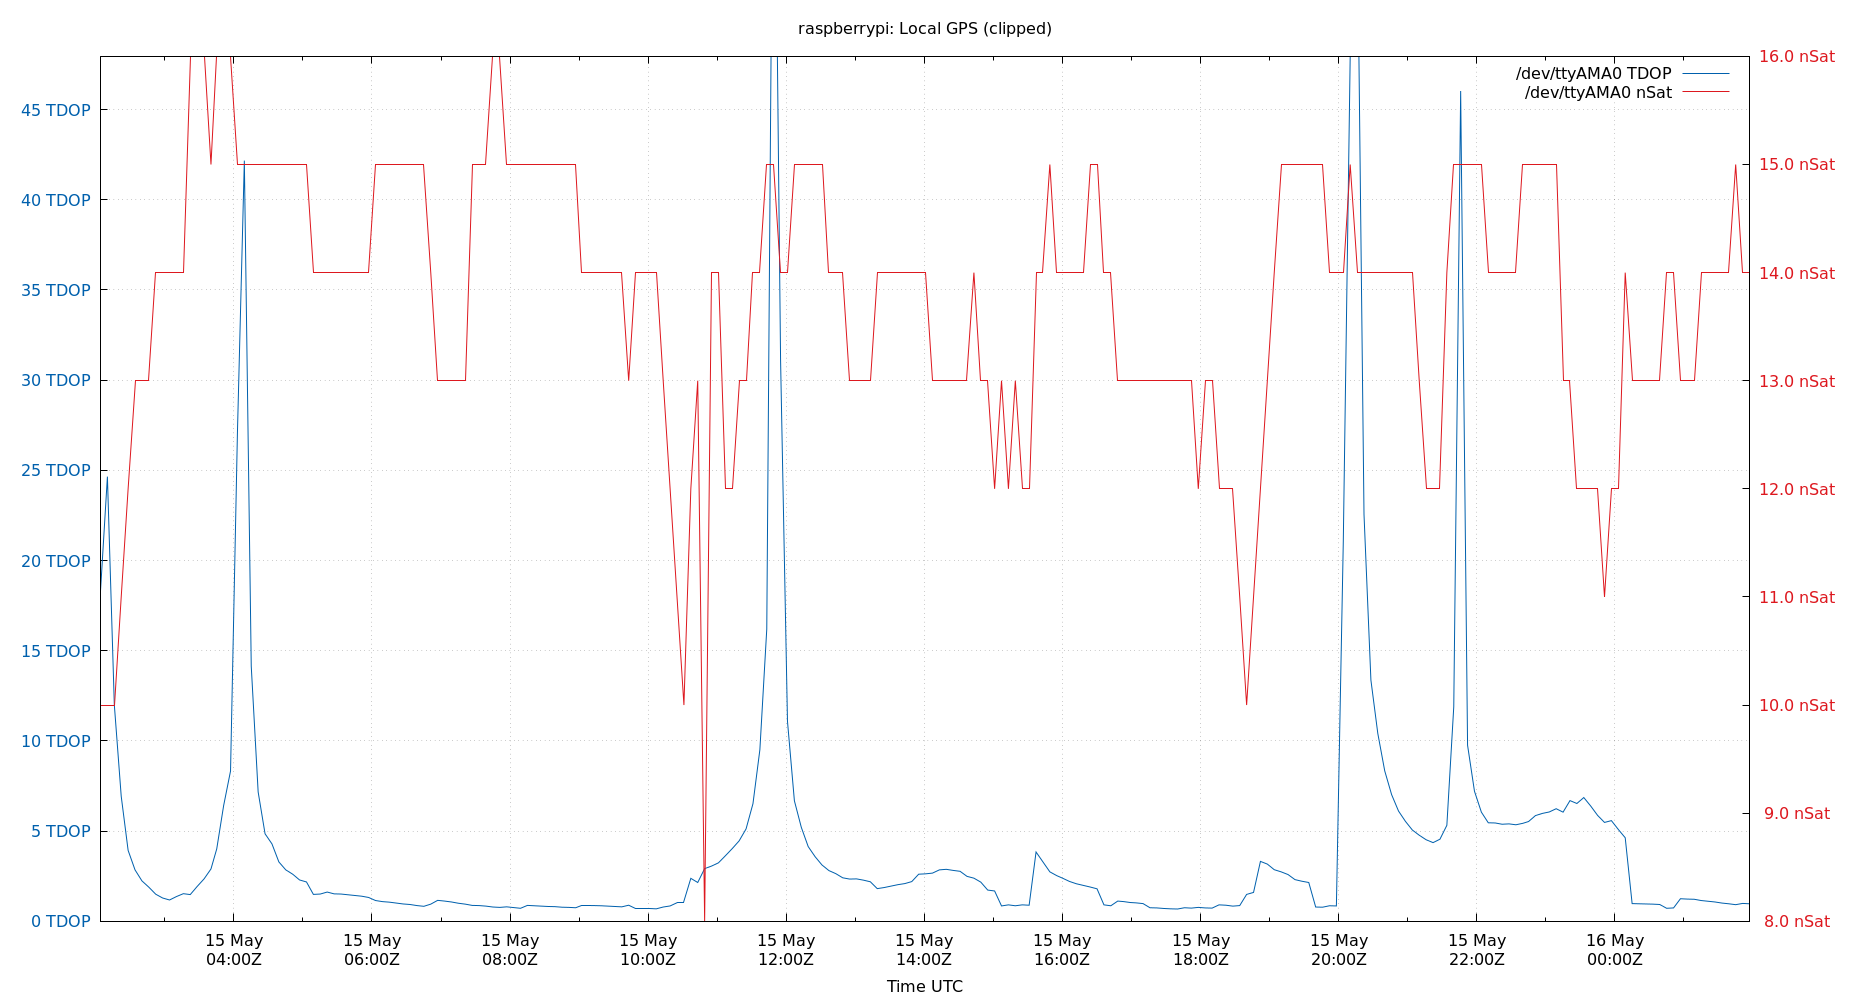 raspberrypi: Local GPS (clipped)
/dev/ttyAMA0 TDOP
/dev/ttyAMA0 nSat
45 TDOP
40 TDOP
35 TDOP
30 TDOP
25 TDOP
20 TDOP
15 TDOP
10 TDOP
5 TDOP
0 TDOP
16.0 nSat
15.0 nSat
14.0 nSat
13.0 nSat
12.0 nSat
11.0 nSat
10.0 nSat
9.0 nSat
8.0 nSat
15 May
04:00Z
15 May
06:00Z
15 May
08:00Z
15 May
10:00Z
15 May
12:00Z
15 May
14:00Z
15 May
16:00Z
15 May
18:00Z
15 May
20:00Z
15 May
22:00Z
16 May
00:00Z
Time UTC